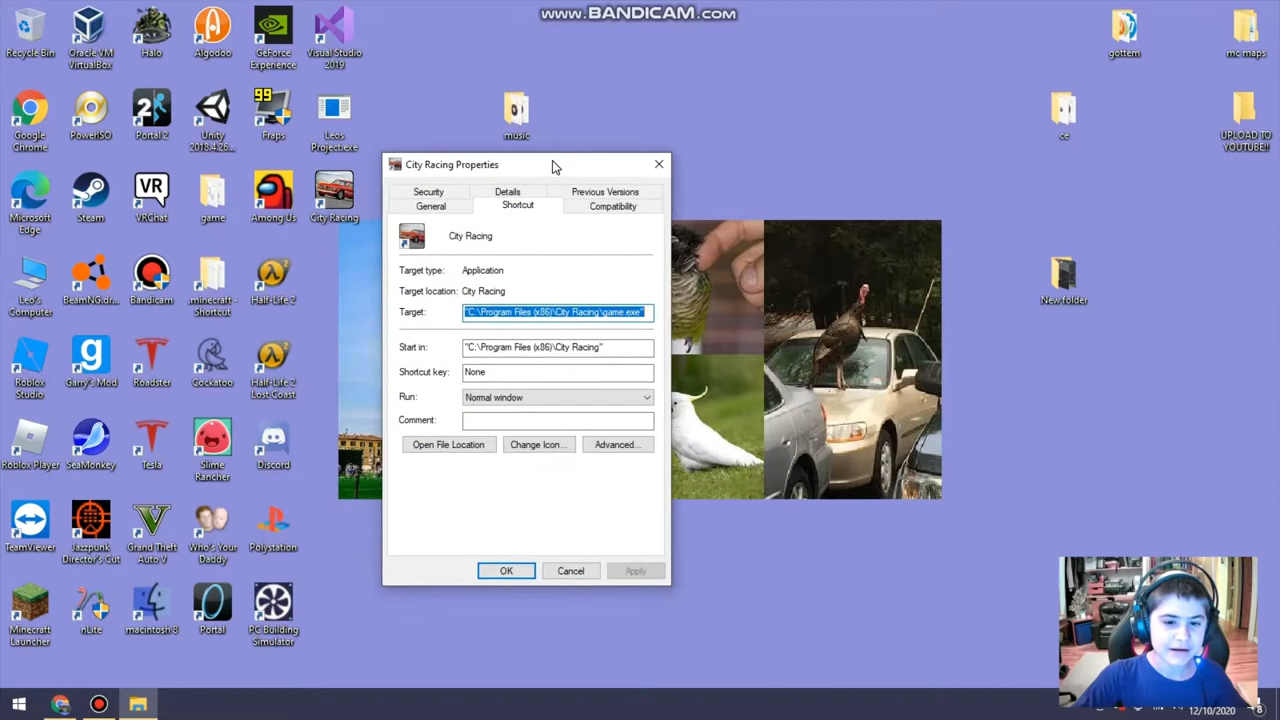 www.BANDICAM.com
Recycle Bin
Oracle VM
VirtualBox
Halo
Algodoo
GeForce
Experience
Visual Studio
2019
gottem
mc maps
Google
Chrome
PowerISO
Portal 2
Unity
2018.4.26...
99
Fraps
Leos
Project.exe
music
ce
UPLOAD TO
YOUTUBE!!
Microsoft
Edge
Steam
VR
VRChat
game
Among Us
City Racing
Leo's
Computer
BeamNG.dr...
Bandicam
.minecraft -
Shortcut
Half-Life 2
New folder
Roblox
Studio
Garry's Mod
Roadster
Cockatoo
Half-Life 2
Lost Coast
Roblox Player
SeaMonkey
Tesla
Slime
Rancher
Discord
TeamViewer
Jazzpunk
Director's Cut
Grand Theft
Auto V
Who's Your
Daddy
Polystation
Minecraft
Launcher
nLite
macintosh 8
Portal
PC Building
Simulator
City Racing Properties
Security
Details
Previous Versions
General
Shortcut
Compatibility
City Racing
Target type: Application
Target location: City Racing
Target: "C:\Program Files (x86)\City Racing\game.exe"
Start in: "C:\Program Files (x86)\City Racing"
Shortcut key: None
Run: Normal window
Comment:
Open File Location
Change Icon...
Advanced...
OK
Cancel
Apply
12/10/2020
8